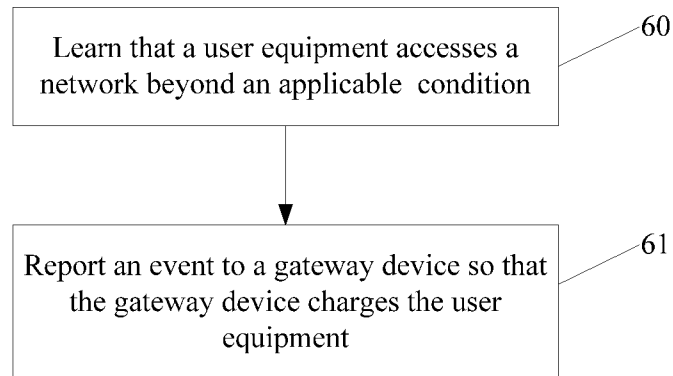 Learn that a user equipment accesses a
network beyond an applicable condition
60
Report an event to a gateway device so that
the gateway device charges the user
equipment
61